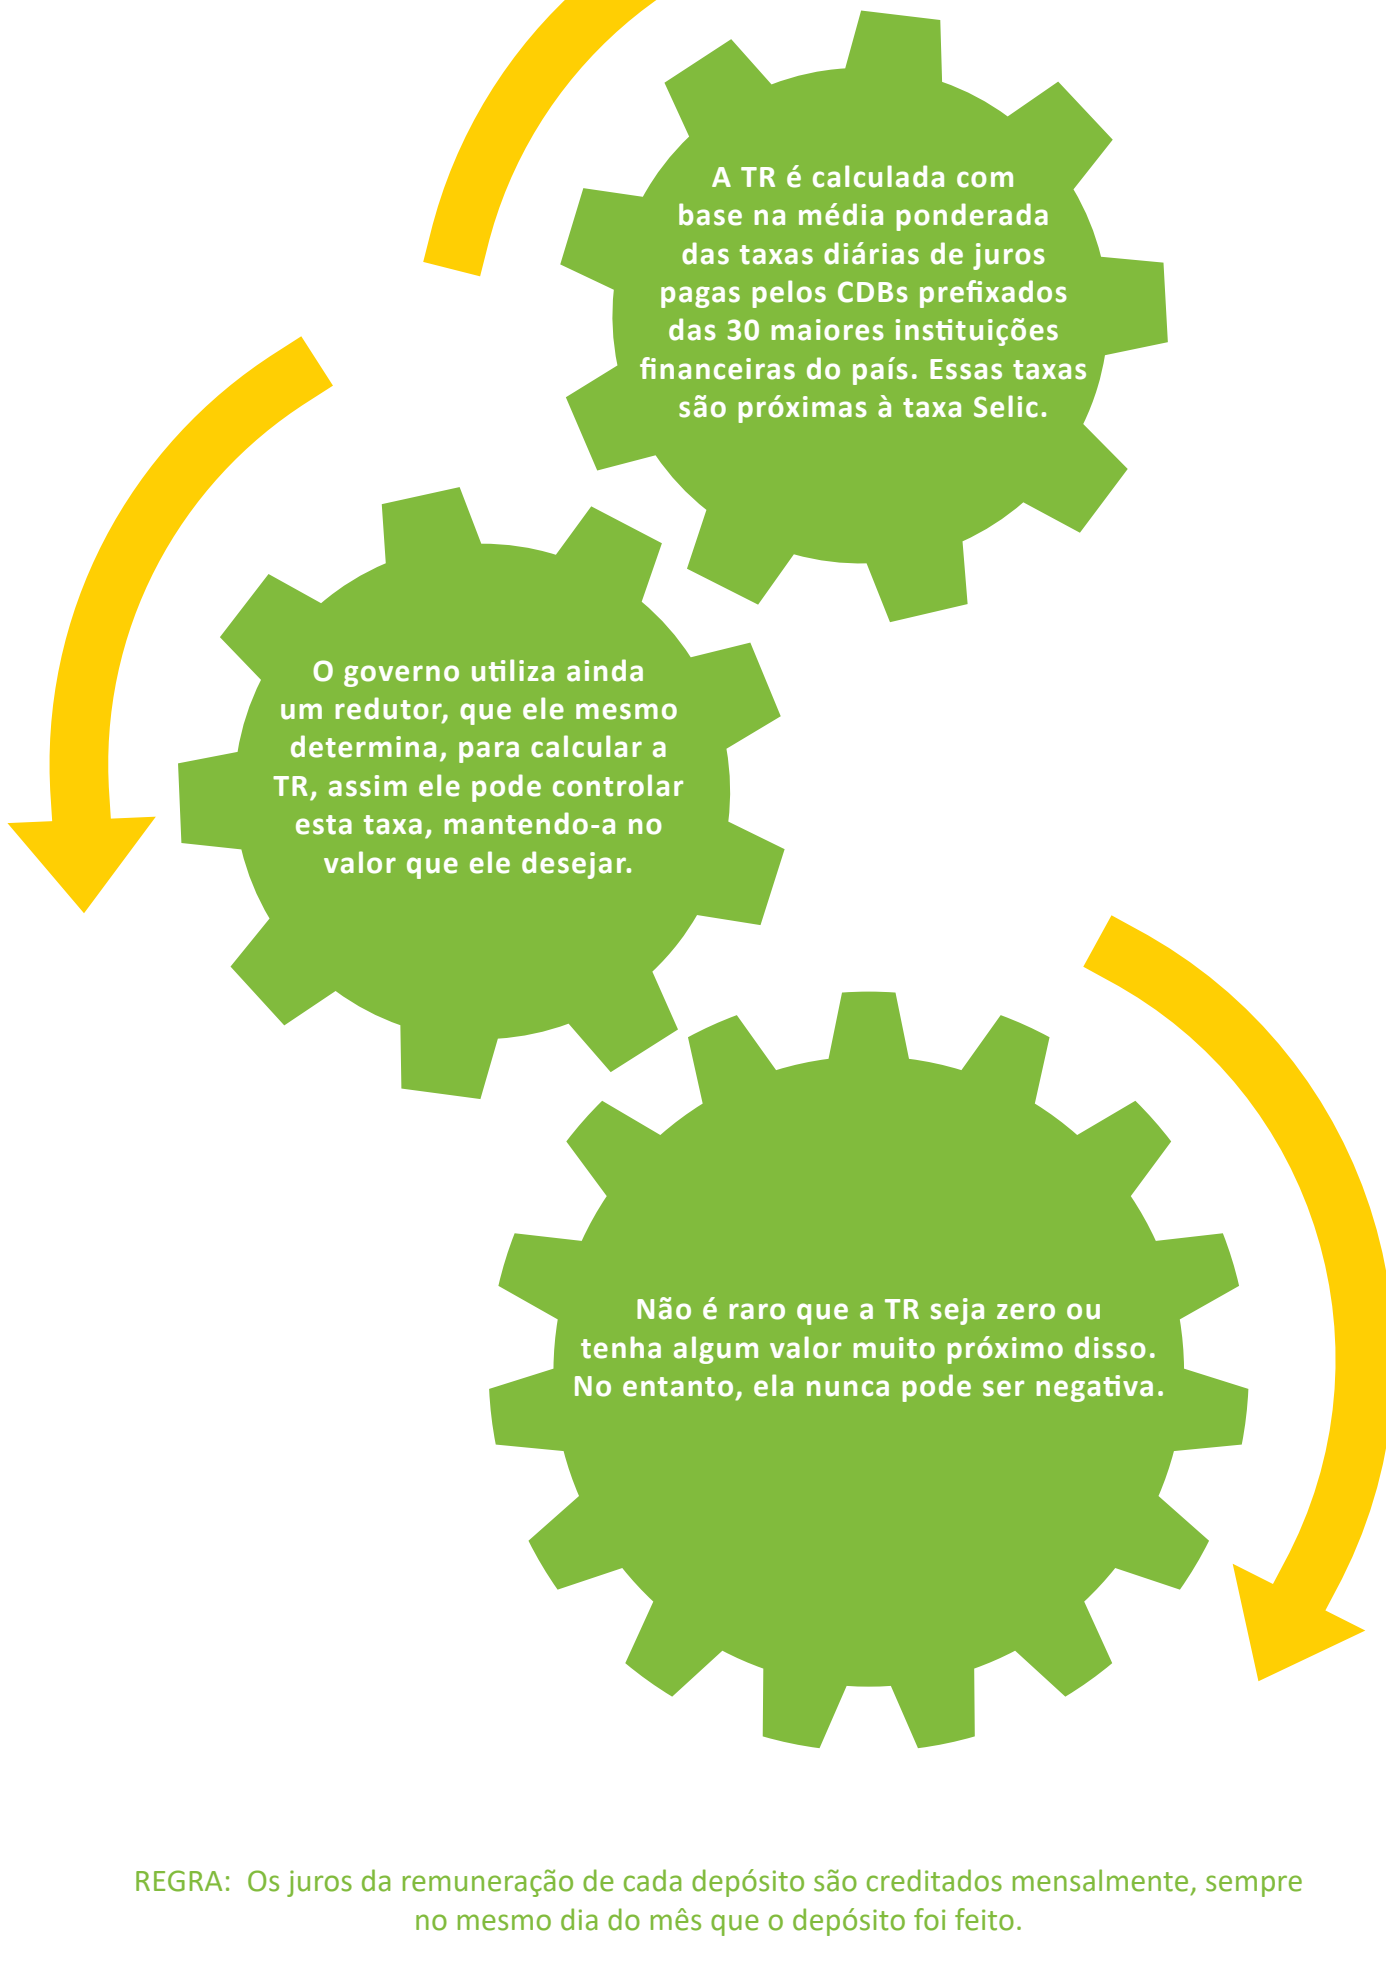 A TR é calculada com
base na média ponderada
das taxas diárias de juros
pagas pelos CDBs prefixados
das 30 maiores instituições
financeiras do país. Essas taxas
são próximas à taxa Selic.
O governo utiliza ainda
um redutor, que ele mesmo
determina, para calcular a
TR, assim ele pode controlar
esta taxa, mantendo-a no
valor que ele desejar.
Não é raro que a TR seja zero ou
tenha algum valor muito próximo disso.
No entanto, ela nunca pode ser negativa.
REGRA: Os juros da remuneração de cada depósito são creditados mensalmente, sempre
no mesmo dia do mês que o depósito foi feito.